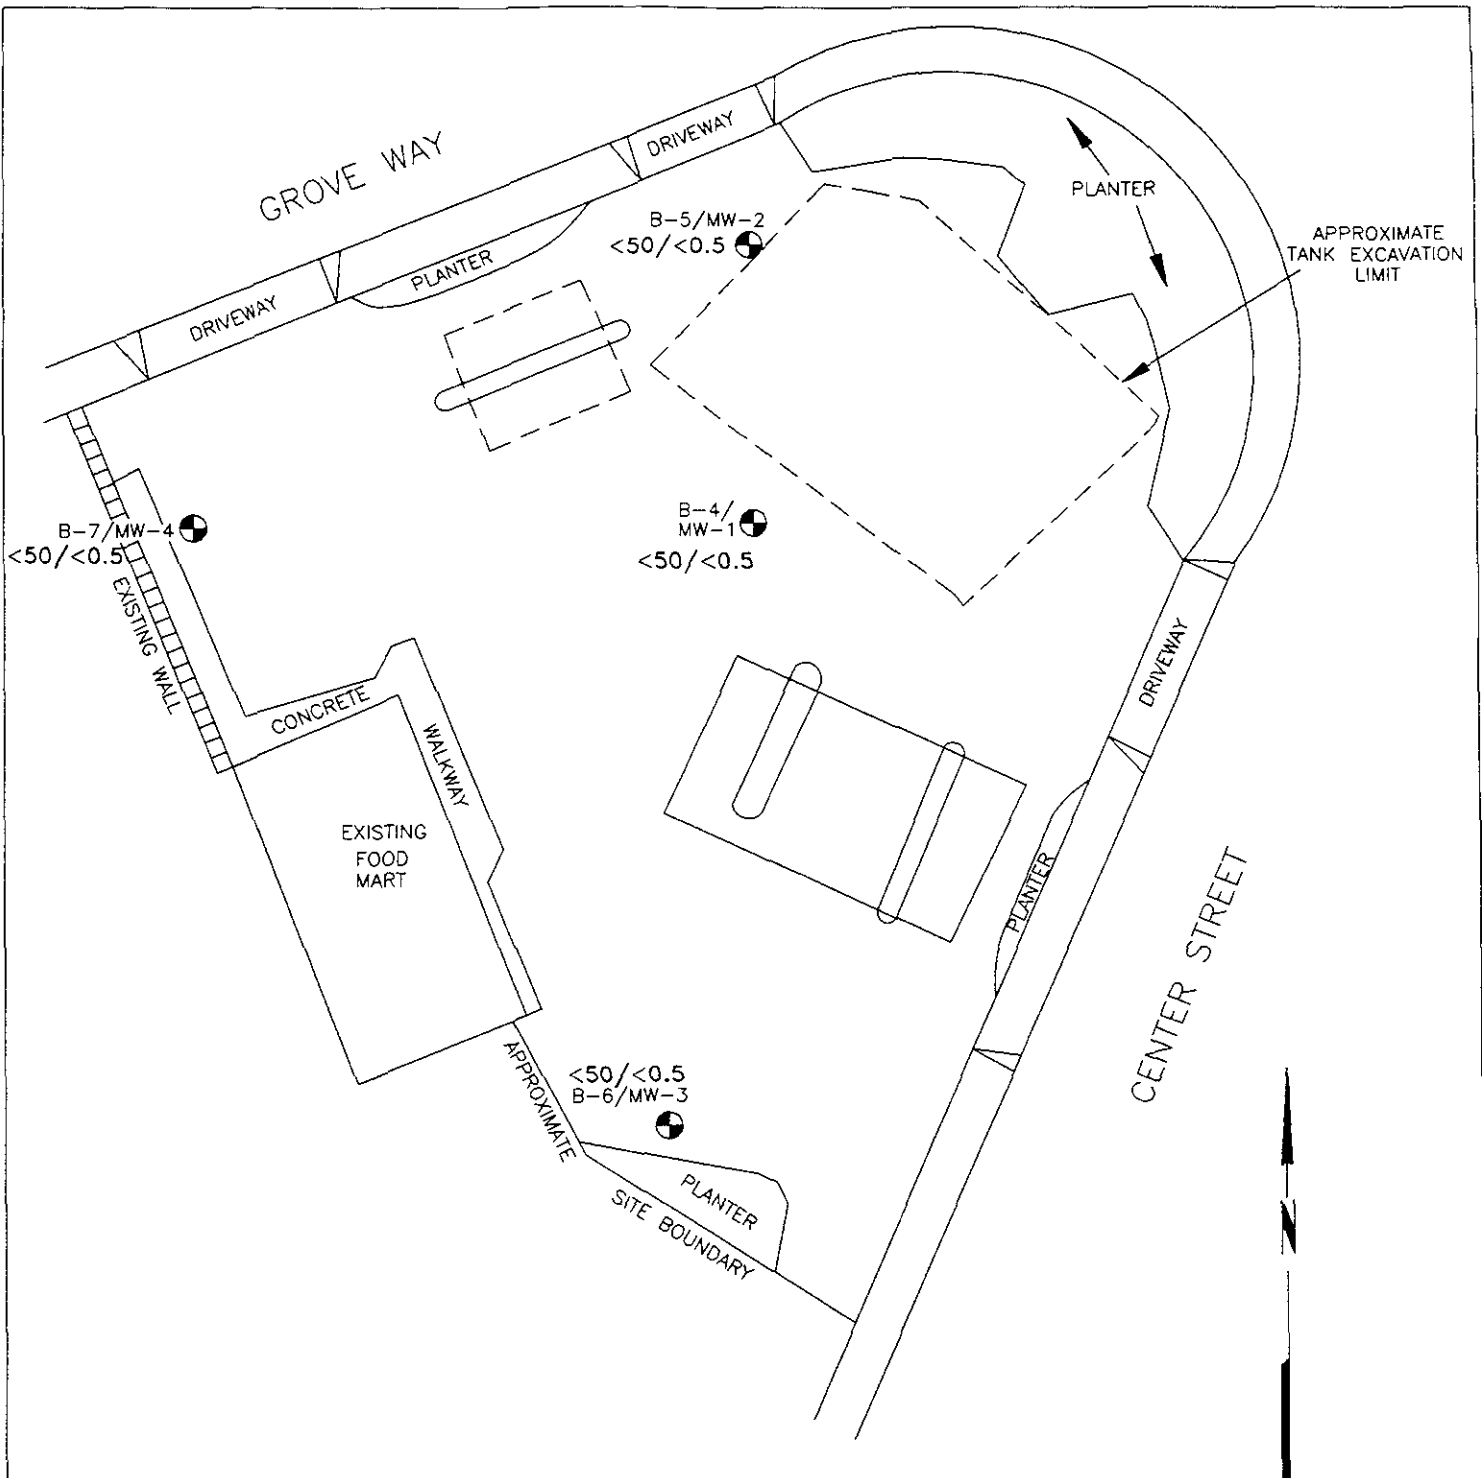 GROVE WAY
DRIVEWAY
PLANTER
B-5/MW-2
<50/<0.5
APPROXIMATE
TANK EXCAVATION
LIMIT
PLANTER
DRIVEWAY
B-7/MW-4
<50/<0.5
B-4/
MW-1
<50/<0.5
EXISTING WALL
DRIVEWAY
CONCRETE
WALKWAY
EXISTING
FOOD
MART
PLANTER
CENTER STREET
<50/<0.5
B-6/MW-3
APPROXIMATE
PLANTER
SITE BOUNDARY
N